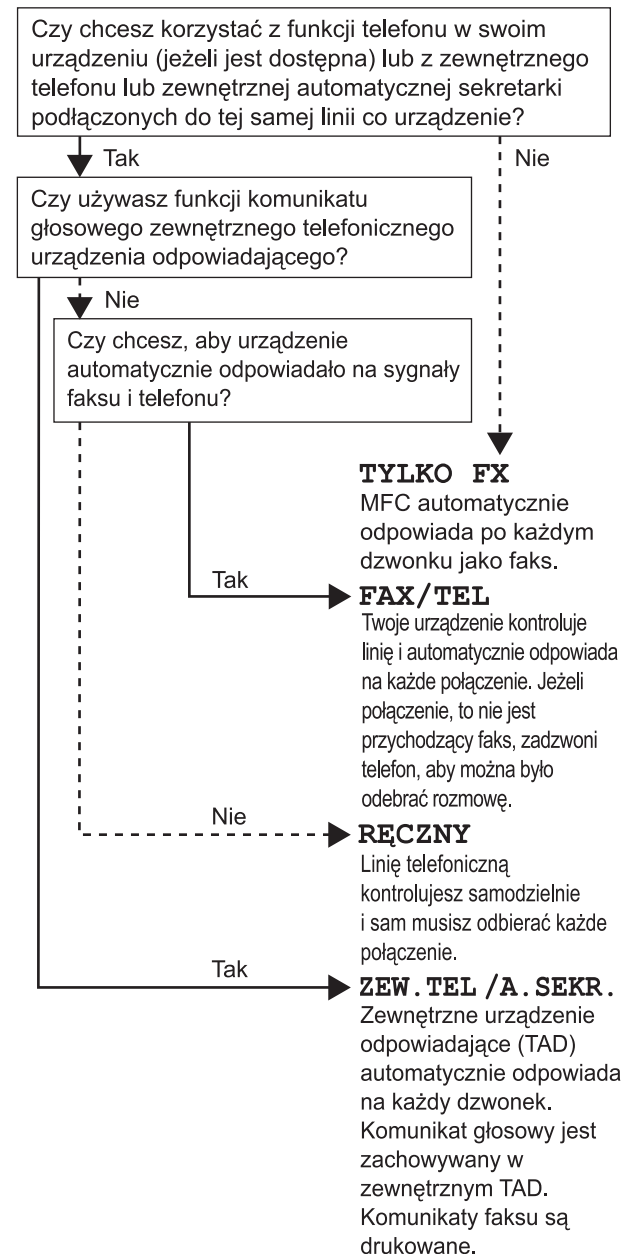 Czy chcesz korzystać z funkcji telefonu w swoim
urządzeniu (jeżeli jest dostępna) lub z zewnętrznego
telefonu lub zewnętrznej automatycznej sekretarki
podłączonych do tej samej linii co urządzenie?
Tak
Nie
Czy używasz funkcji komunikatu
głosowego zewnętrznego telefonicznego
urządzenia odpowiadającego?
Nie
Czy chcesz, aby urządzenie
automatycznie odpowiadało na sygnały
faksu i telefonu?
TYLKO FX
MFC automatycznie
odpowiada po każdym
dzwonku jako faks.
Tak
FAX/TEL
Twoje urządzenie kontroluje
linię i automatycznie odpowiada
na każde połączenie. Jeżeli
połączenie, to nie jest
przychodzący faks, zadzwoni
telefon, aby można było
odebrać rozmowę.
Nie
RĘCZNY
Linię telefoniczną
kontrolujesz samodzielnie
i sam musisz odbierać każde
połączenie.
Tak
ZEW.TEL /A.SEKR.
Zewnętrzne urządzenie
odpowiadające (TAD)
automatycznie odpowiada
na każdy dzwonek.
Komunikat głosowy jest
zachowywany w
zewnętrznym TAD.
Komunikaty faksu są
drukowane.